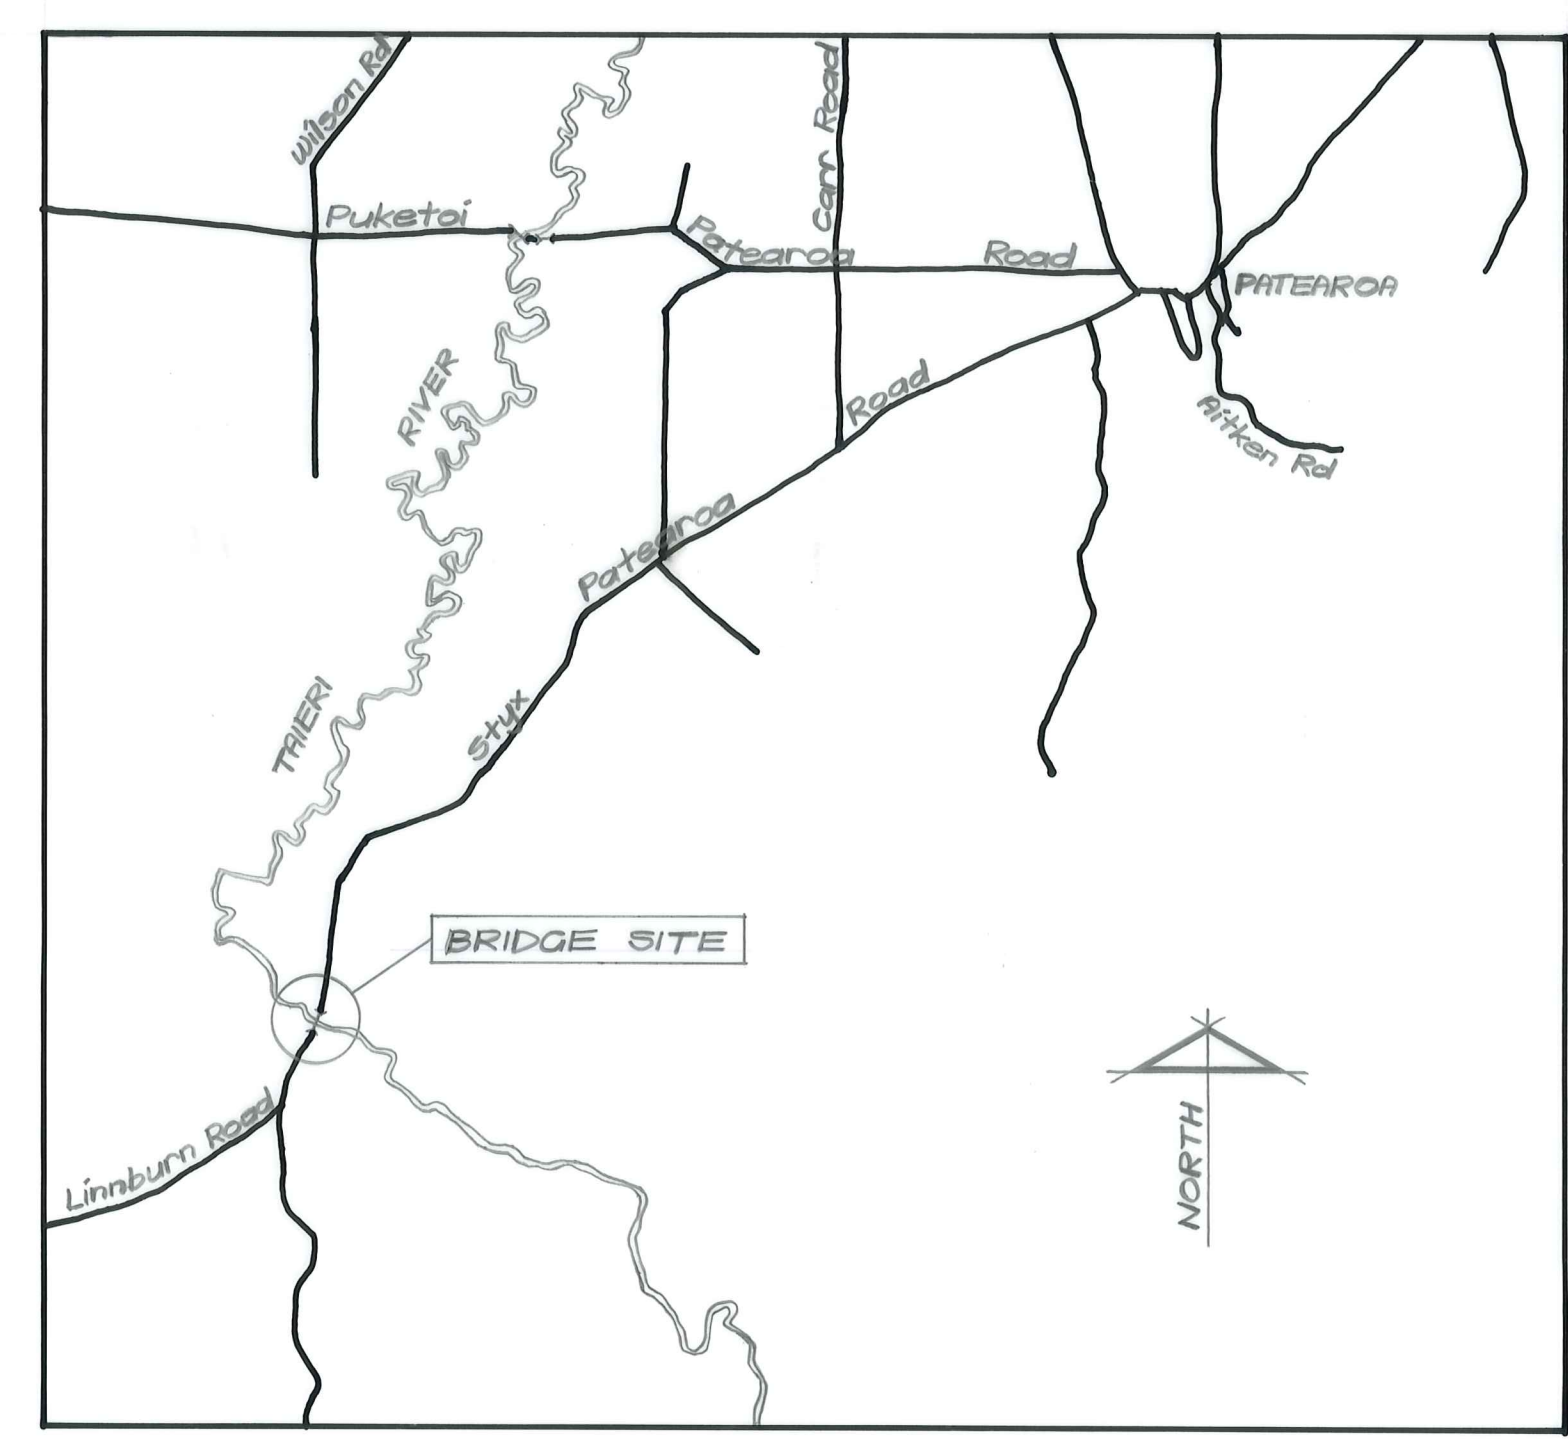 Wilson Rd
Carr Road
Puketoi
Patearoa
Road
PATEAROA
RIVER
Road
Aitken Rd
Patearoa
TAIERI
Styx
BRIDGE SITE
Linnburn Road
NORTH